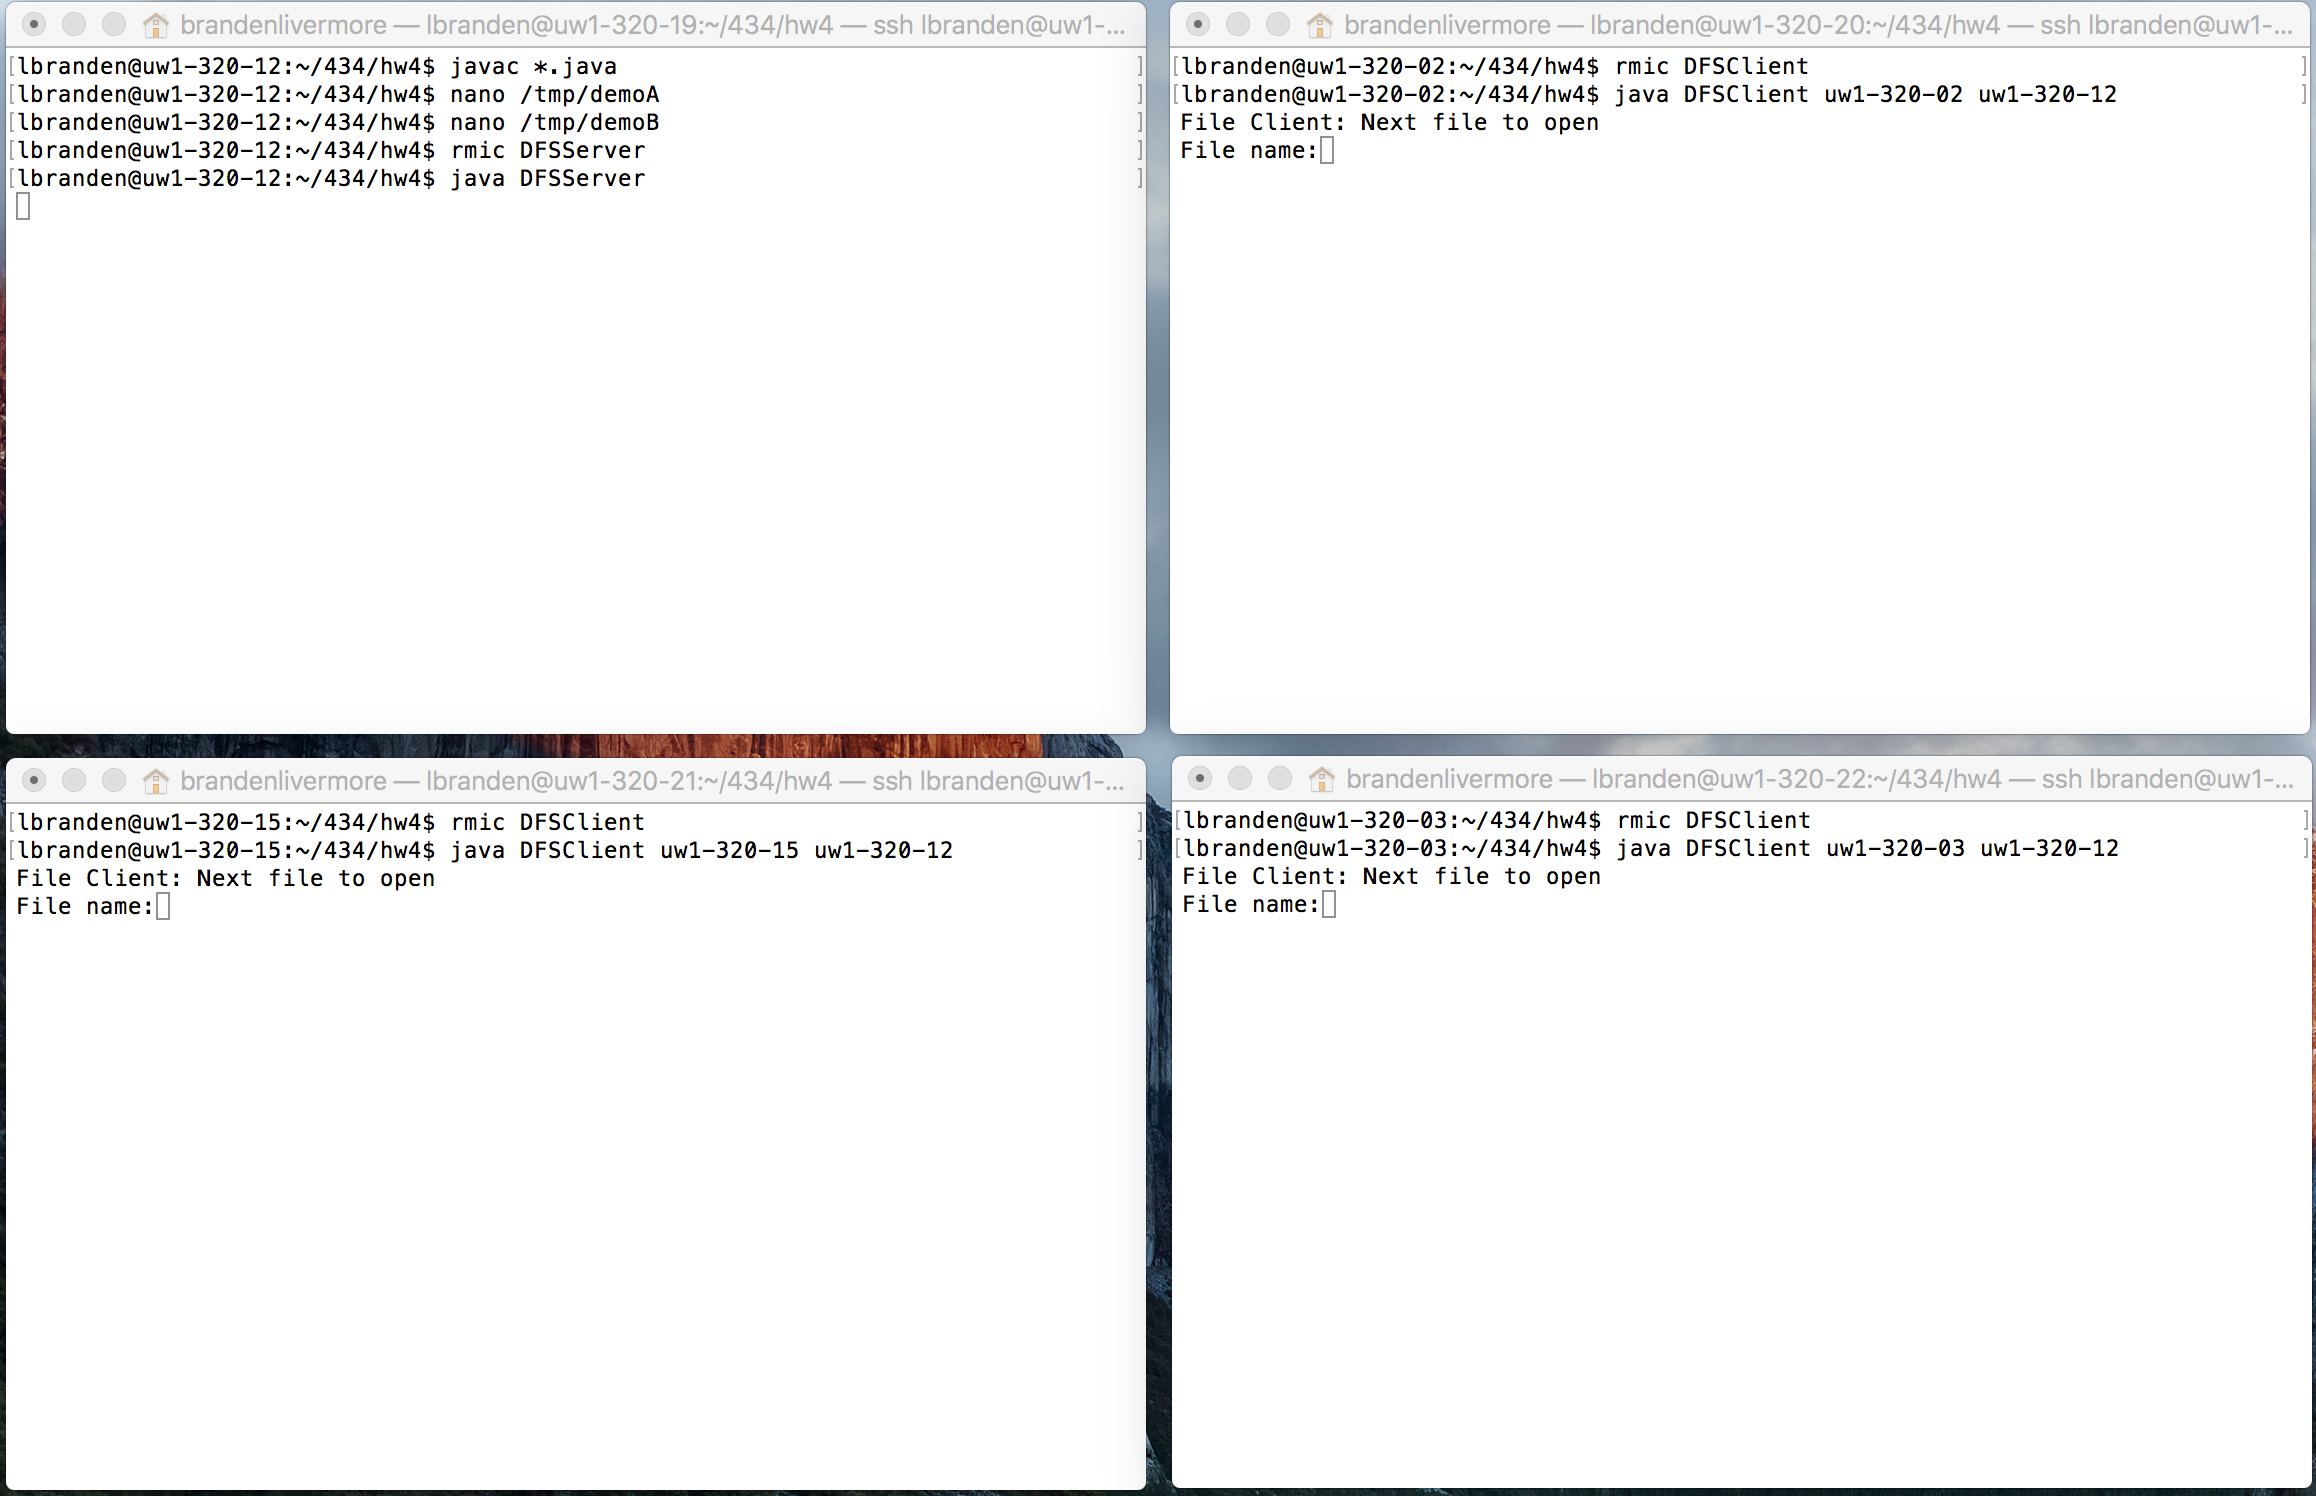 brandenlivermore — lbranden@uw1-320-19:~/434/hw4 — ssh lbranden@uw1-...
[lbranden@uw1-320-12:~/434/hw4$ javac *.java ]
[lbranden@uw1-320-12:~/434/hw4$ nano /tmp/demoA ]
[lbranden@uw1-320-12:~/434/hw4$ nano /tmp/demoB ]
[lbranden@uw1-320-12:~/434/hw4$ rmic DFSServer ]
[lbranden@uw1-320-12:~/434/hw4$ java DFSServer ]
brandenlivermore — lbranden@uw1-320-20:~/434/hw4 — ssh lbranden@uw1-...
[lbranden@uw1-320-02:~/434/hw4$ rmic DFSClient ]
[lbranden@uw1-320-02:~/434/hw4$ java DFSClient uw1-320-02 uw1-320-12 ]
File Client: Next file to open
File name:
brandenlivermore — lbranden@uw1-320-21:~/434/hw4 — ssh lbranden@uw1-...
[lbranden@uw1-320-15:~/434/hw4$ rmic DFSClient ]
[lbranden@uw1-320-15:~/434/hw4$ java DFSClient uw1-320-15 uw1-320-12 ]
File Client: Next file to open
File name:
brandenlivermore — lbranden@uw1-320-22:~/434/hw4 — ssh lbranden@uw1-...
[lbranden@uw1-320-03:~/434/hw4$ rmic DFSClient ]
[lbranden@uw1-320-03:~/434/hw4$ java DFSClient uw1-320-03 uw1-320-12 ]
File Client: Next file to open
File name: